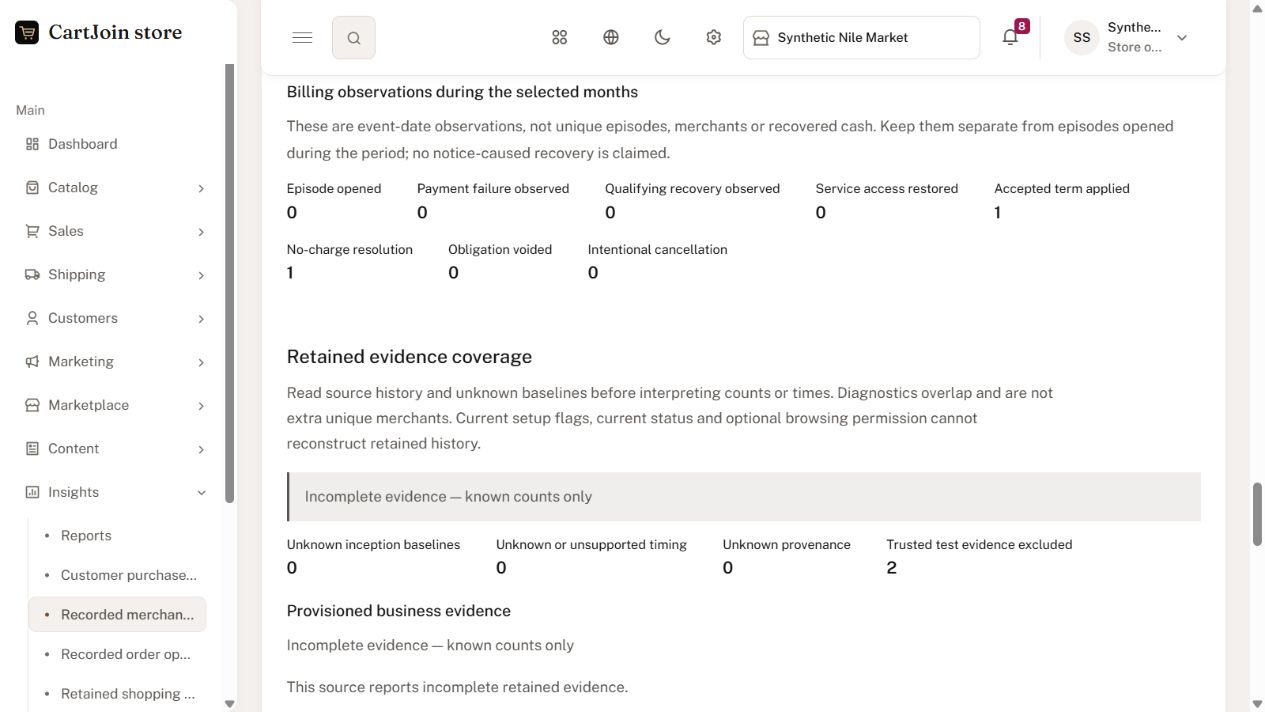 CartJoin store
Main
Dashboard
Catalog
Sales
Shipping
Customers
Marketing
Marketplace
Content
Insights
Reports
Customer purchase...
Recorded merchan...
Recorded order op...
Retained shopping ...
Synthetic Nile Market
8
SS
Synthe...
Store o...
Billing observations during the selected months
These are event-date observations, not unique episodes, merchants or recovered cash. Keep them separate from episodes opened
during the period; no notice-caused recovery is claimed.
Episode opened Payment failure observed Qualifying recovery observed Service access restored Accepted term applied
0 0 0 0 1
No-charge resolution Obligation voided Intentional cancellation
1 0 0
Retained evidence coverage
Read source history and unknown baselines before interpreting counts or times. Diagnostics overlap and are not
extra unique merchants. Current setup flags, current status and optional browsing permission cannot
reconstruct retained history.
Incomplete evidence — known counts only
Unknown inception baselines Unknown or unsupported timing Unknown provenance Trusted test evidence excluded
0 0 0 2
Provisioned business evidence
Incomplete evidence — known counts only
This source reports incomplete retained evidence.